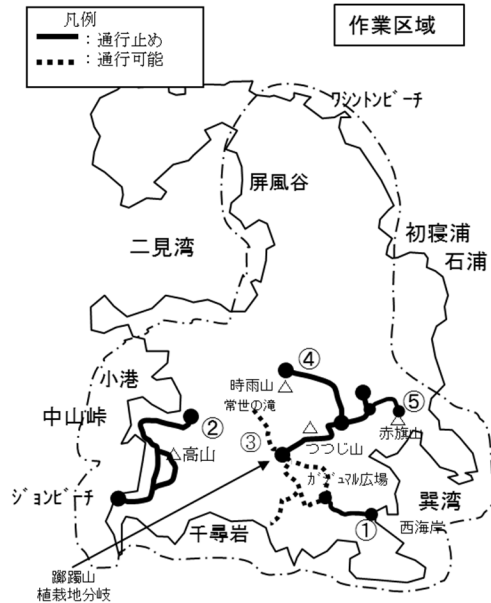 凡例
：通行止め
：通行可能
作業区域
ワシントンビーチ
屏風谷
初寝浦
二見湾
石浦
④
小港
時雨山
⑤
常世の滝
中山峠
②
赤旗山
③
つつじ山
高山
ガジュマル広場
ジョンビーチ
巽湾
千尋岩
①
西海岸
躑躅山
植栽地分岐